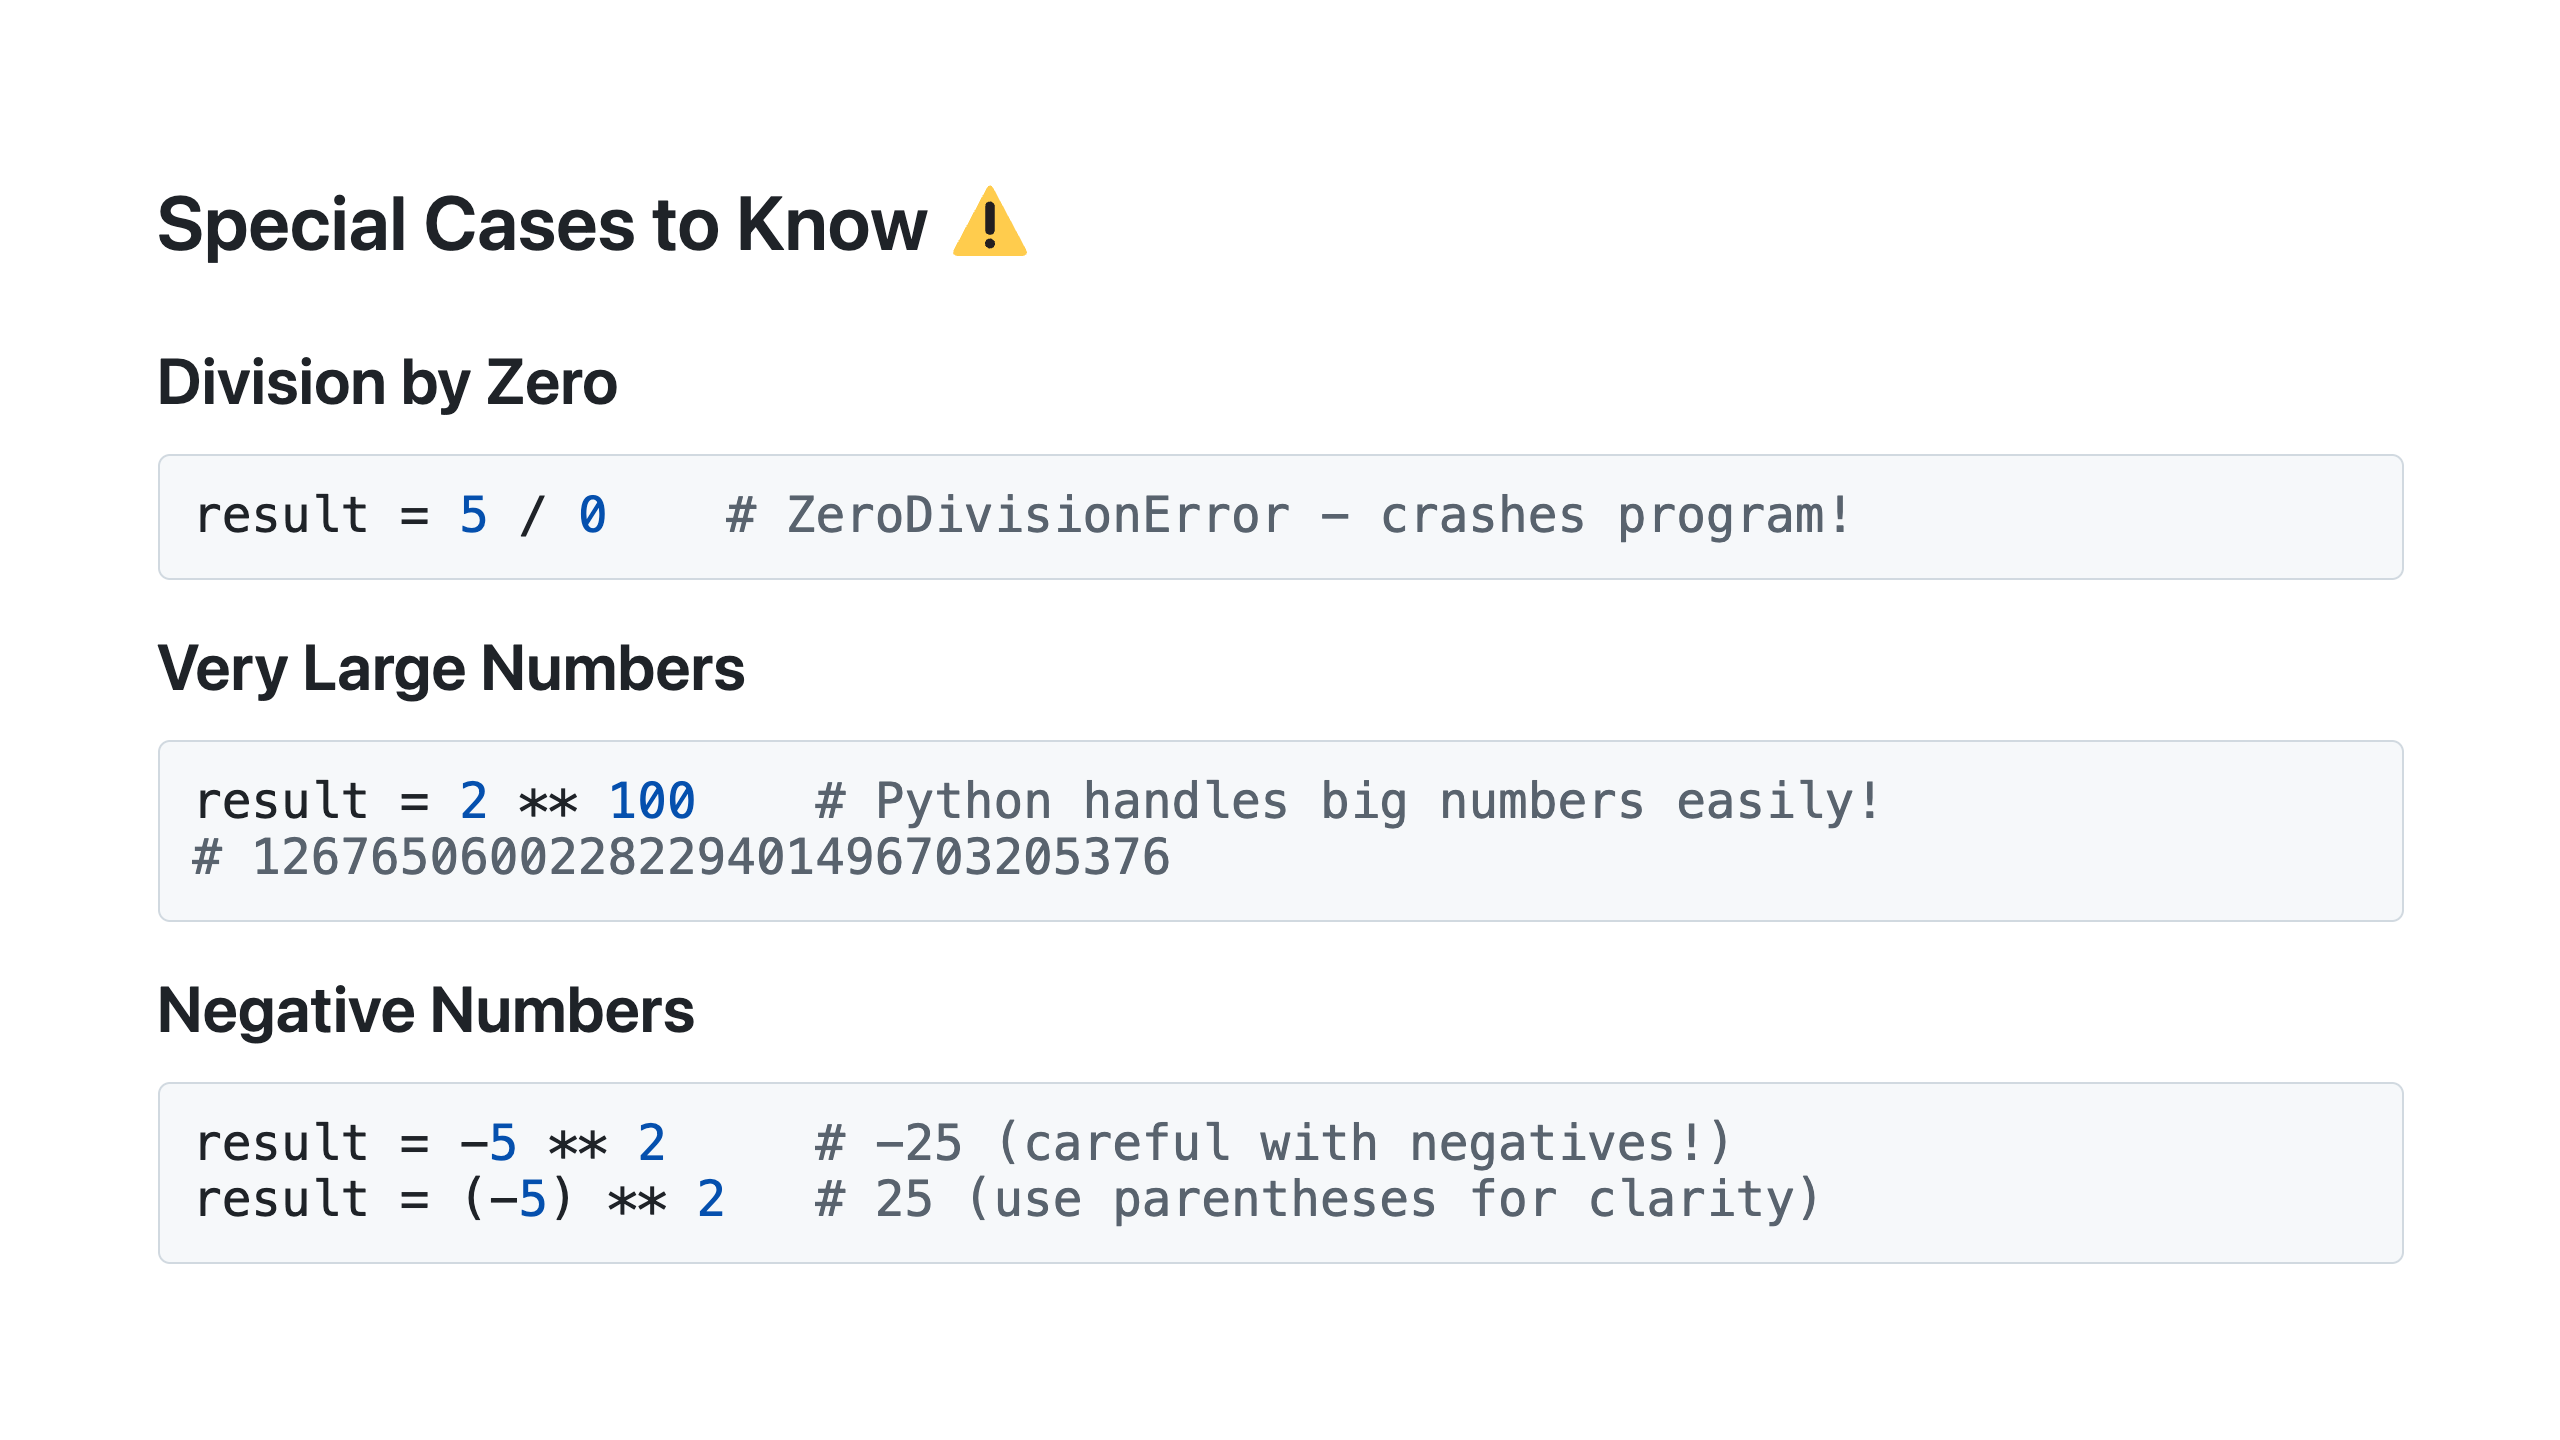 Special Cases to Know ⚠️
Division by Zero
result = 5 / 0    # ZeroDivisionError - crashes program!
Very Large Numbers
result = 2 ** 100    # Python handles big numbers easily!
# 1267650600228229401496703205376
Negative Numbers
result = -5 ** 2     # -25 (careful with negatives!)
result = (-5) ** 2   # 25 (use parentheses for clarity)